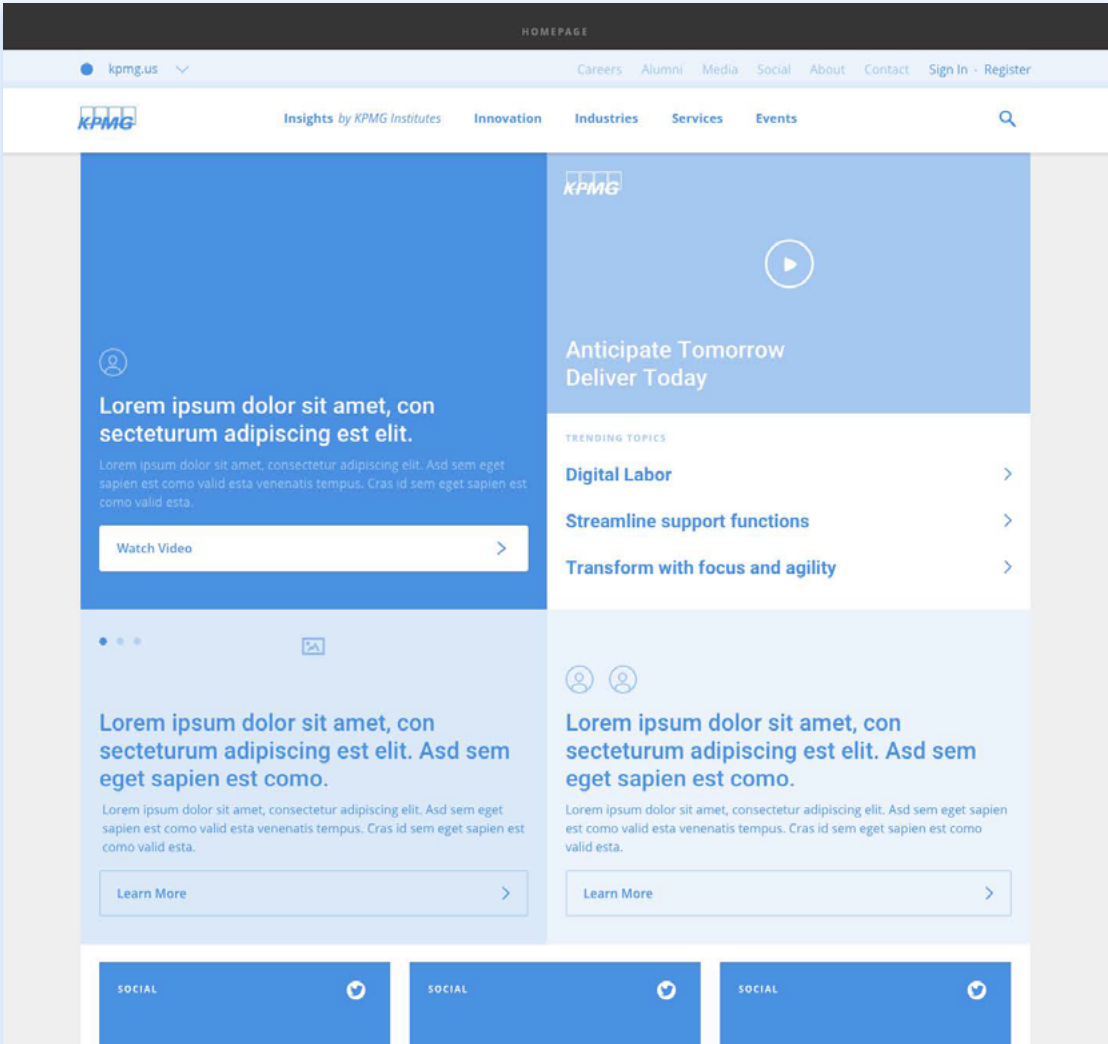 HOMEPAGE
kpmg.us
Careers Alumni Media Social About Contact Sign In - Register
KPMG
Insights by KPMG Institutes Innovation Industries Services Events
KPMG
Anticipate Tomorrow
Deliver Today
Lorem ipsum dolor sit amet, con
secteturum adipiscing est elit.
Lorem ipsum dolor sit amet, consectetur adipiscing elit. Asd sem eget
sapien est como valid esta venenatis tempus. Cras id sem eget sapien est
como valid esta.
Watch Video
TRENDING TOPICS
Digital Labor
Streamline support functions
Transform with focus and agility
Lorem ipsum dolor sit amet, con
secteturum adipiscing est elit. Asd sem
eget sapien est como.
Lorem ipsum dolor sit amet, consectetur adipiscing elit. Asd sem eget
sapien est como valid esta venenatis tempus. Cras id sem eget sapien est
como valid esta.
Learn More
Lorem ipsum dolor sit amet, con
secteturum adipiscing est elit. Asd sem
eget sapien est como.
Lorem ipsum dolor sit amet, consectetur adipiscing elit. Asd sem eget sapien
est como valid esta venenatis tempus. Cras id sem eget sapien est como
valid esta.
Learn More
SOCIAL
SOCIAL
SOCIAL